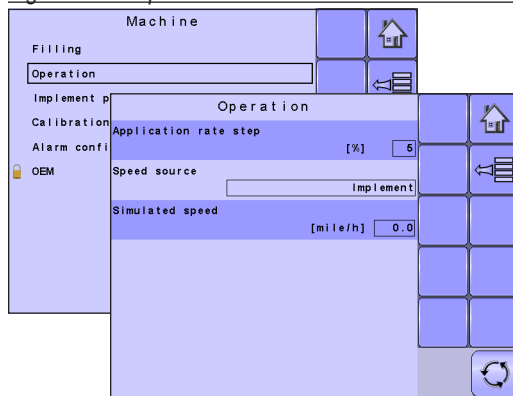 Machine
Filling
Operation
Implement p
Calibration
Alarm confi
OEM
Operation
Application rate step
[%] 5
Speed source
Implement
Simulated speed
[mile/h] 0.0